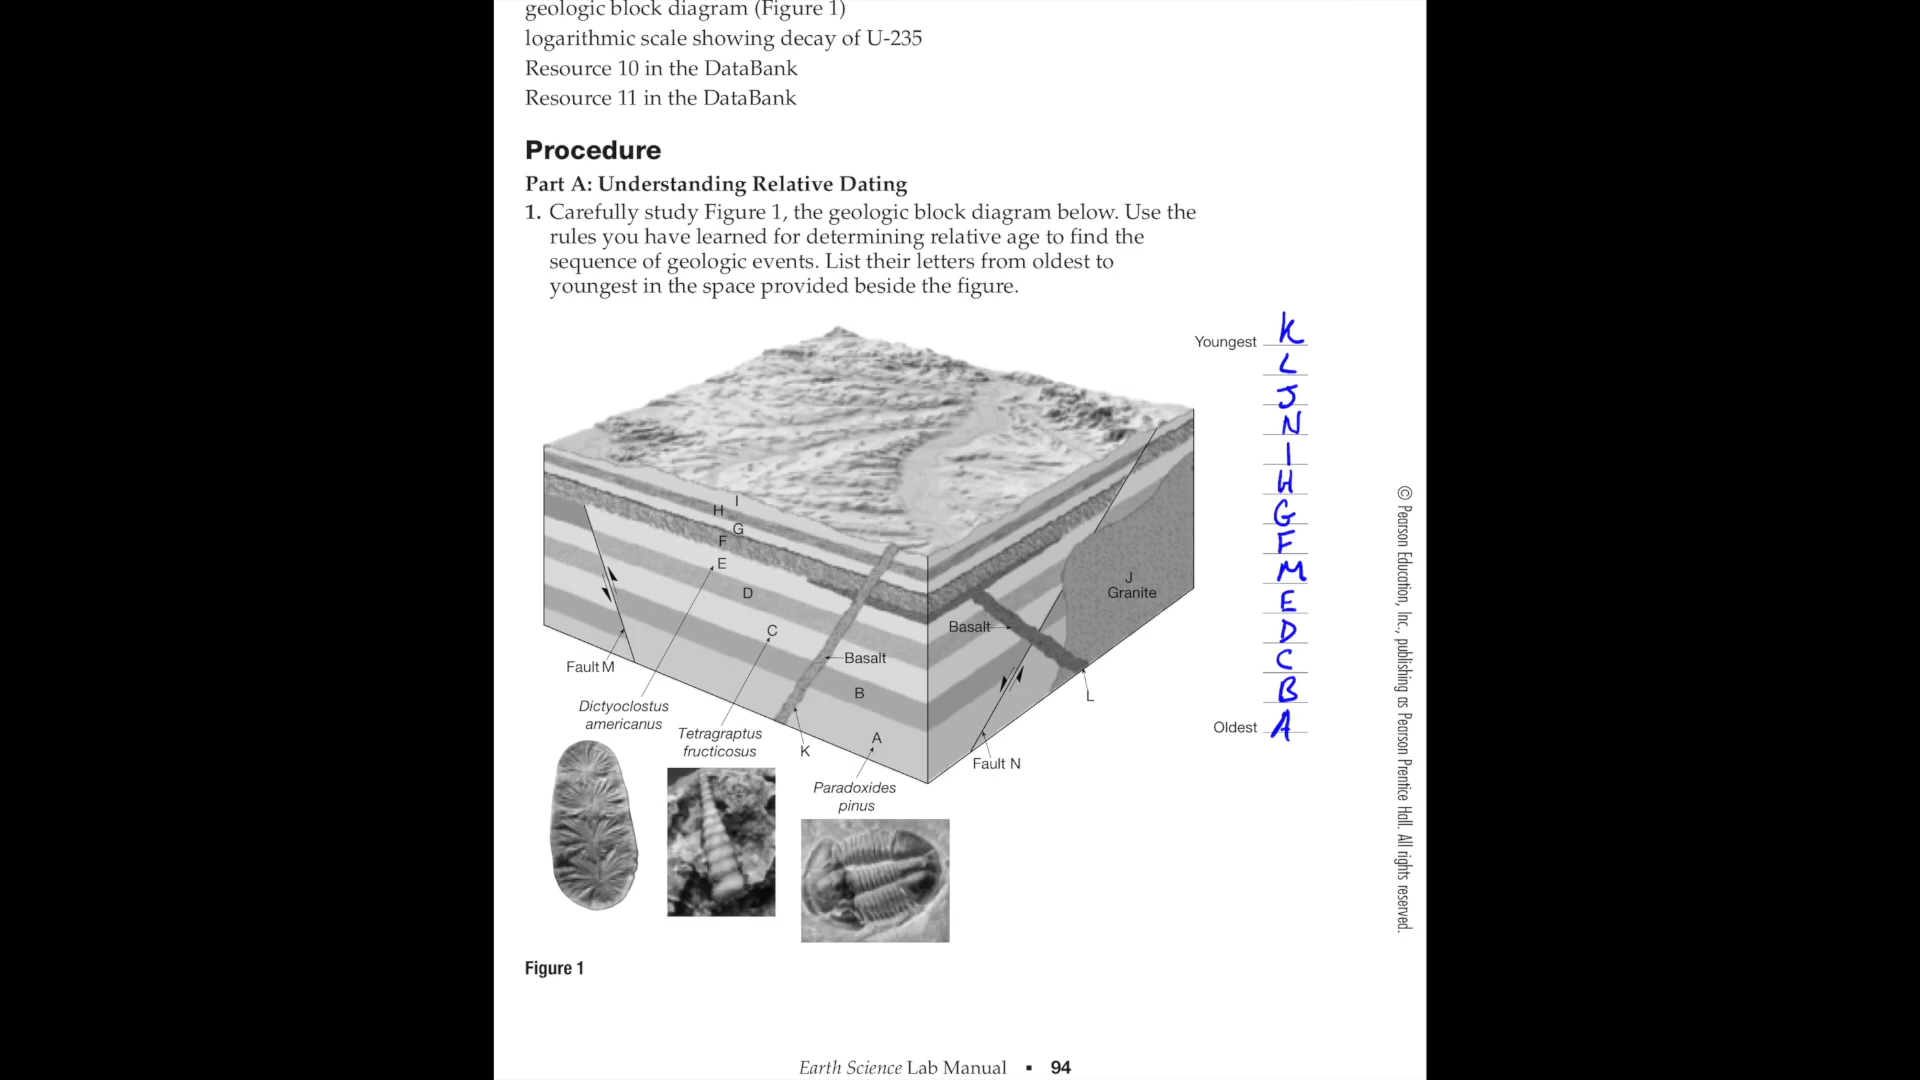 geologic block diagram (Figure 1)
logarithmic scale showing decay of U-235
Resource 10 in the DataBank
Resource 11 in the DataBank
Procedure
Part A: Understanding Relative Dating
1. Carefully study Figure 1, the geologic block diagram below. Use the
rules you have learned for determining relative age to find the
sequence of geologic events. List their letters from oldest to
youngest in the space provided beside the figure.
Youngest K
L
J
N
I
H
G
F
M
E
D
C
B
Oldest A
I
H
G
F
E
D
C
B
A
J
Granite
Basalt
Basalt
L
K
Fault M
Fault N
Dictyoclostus
americanus
Tetragraptus
fructicosus
Paradoxides
pinus
Figure 1
© Pearson Education, Inc., publishing as Pearson Prentice Hall. All rights reserved.
Earth Science Lab Manual ▪ 94